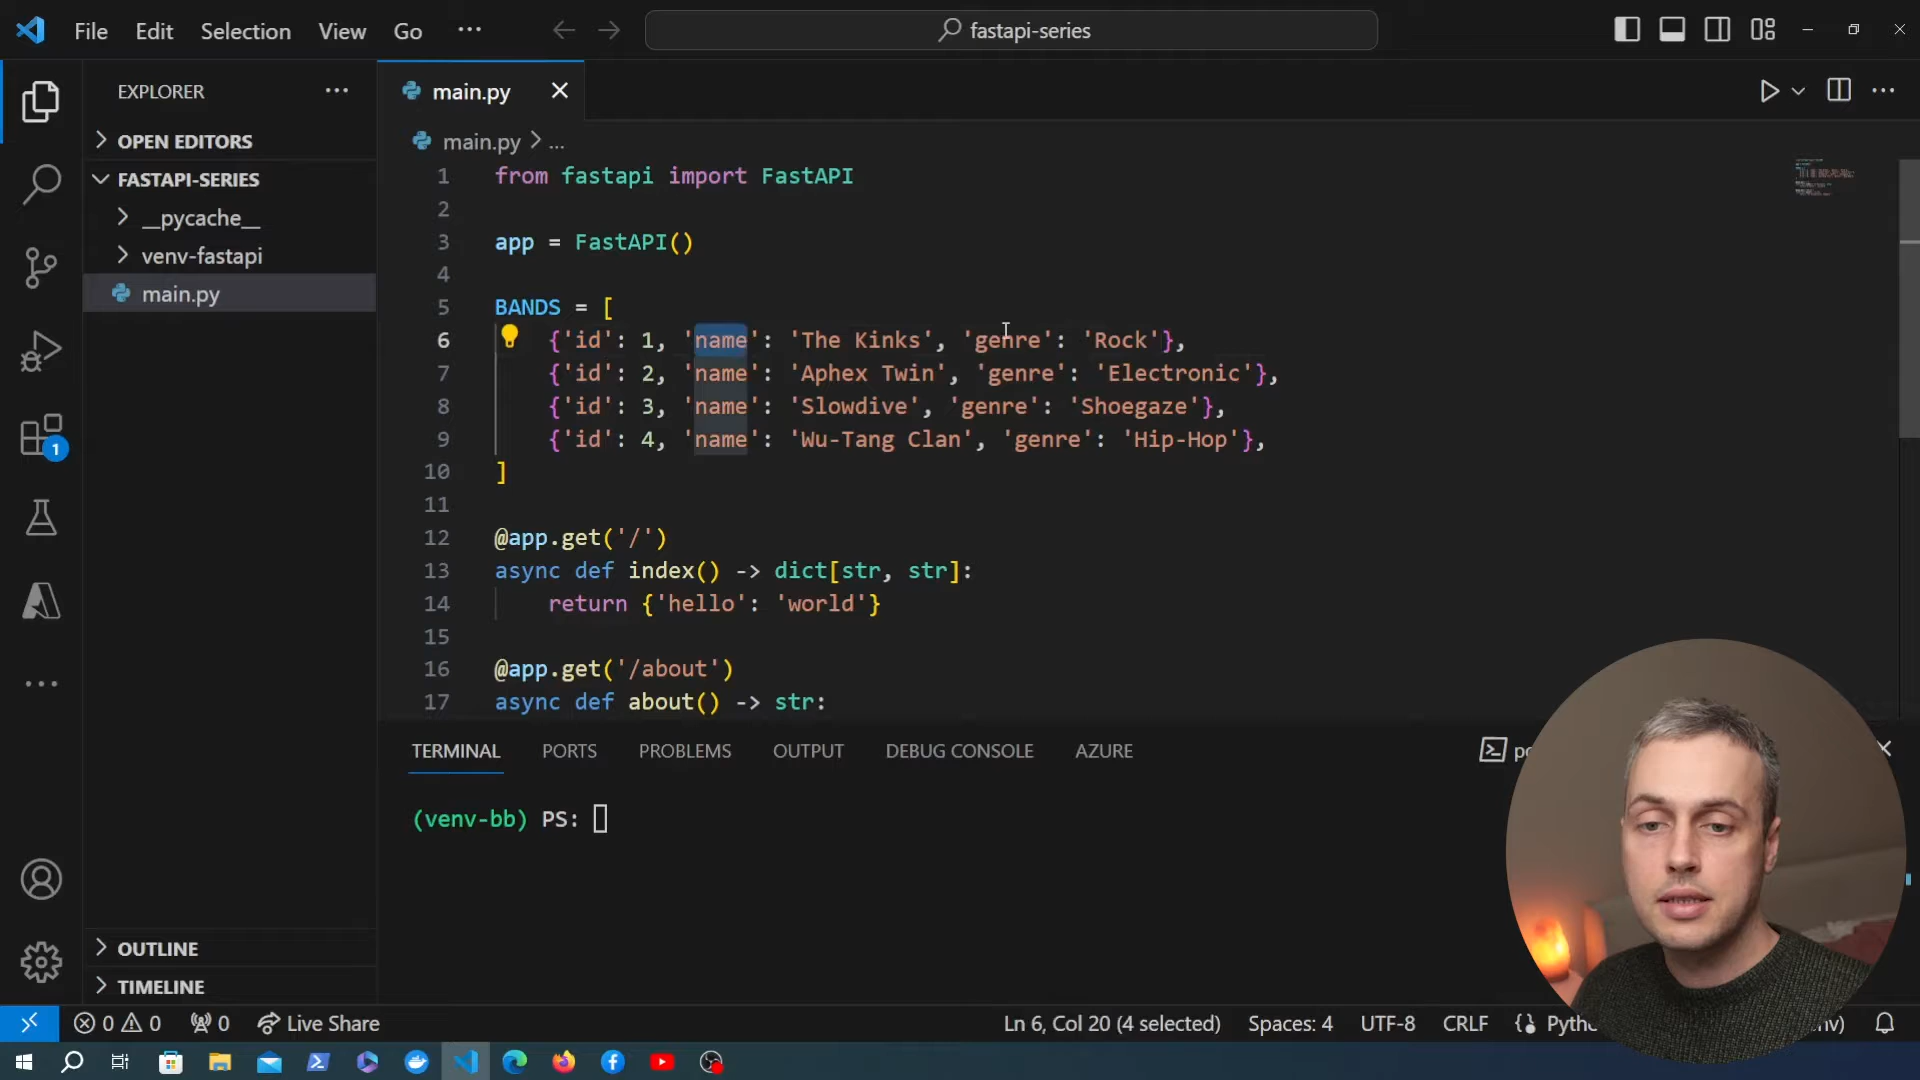 File Edit Selection View Go ···
fastapi-series
EXPLORER
OPEN EDITORS
FASTAPI-SERIES
__pycache__
venv-fastapi
main.py
OUTLINE
TIMELINE
1
main.py
main.py > ...
1 from fastapi import FastAPI
2
3 app = FastAPI()
4
5 BANDS = [
6 {'id': 1, 'name': 'The Kinks', 'genre': 'Rock'},
7 {'id': 2, 'name': 'Aphex Twin', 'genre': 'Electronic'},
8 {'id': 3, 'name': 'Slowdive', 'genre': 'Shoegaze'},
9 {'id': 4, 'name': 'Wu-Tang Clan', 'genre': 'Hip-Hop'},
10 ]
11
12 @app.get('/')
13 async def index() -> dict[str, str]:
14 return {'hello': 'world'}
15
16 @app.get('/about')
17 async def about() -> str:
TERMINAL PORTS PROBLEMS OUTPUT DEBUG CONSOLE AZURE
(venv-bb) PS:
0 0 0 Live Share Ln 6, Col 20 (4 selected) Spaces: 4 UTF-8 CRLF